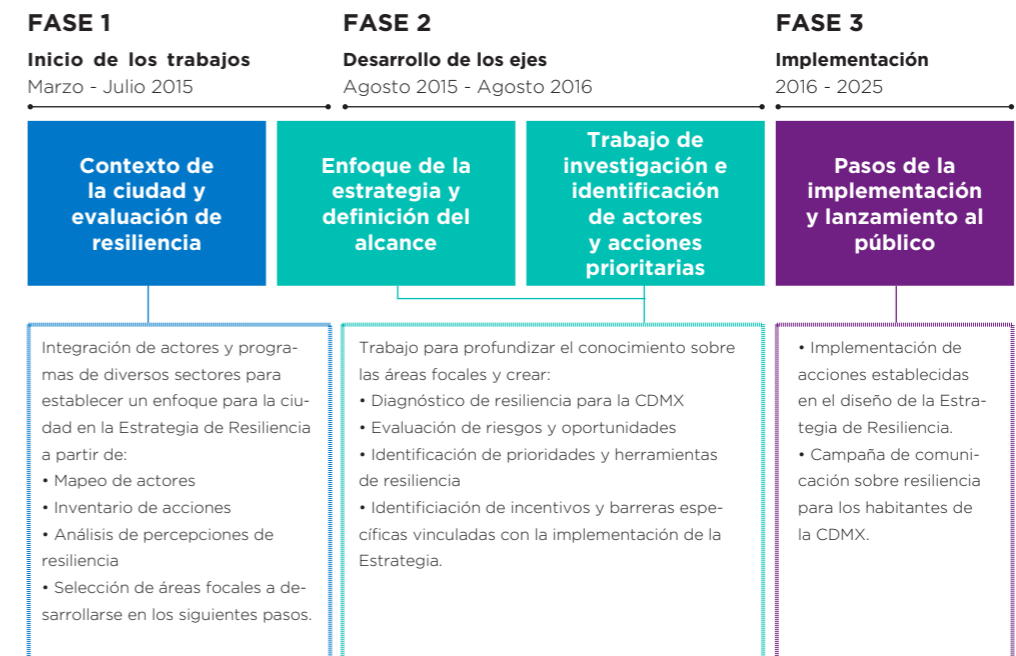 FASE 1
Inicio de los trabajos
Marzo - Julio 2015
FASE 2
Desarrollo de los ejes
Agosto 2015 - Agosto 2016
FASE 3
Implementación
2016 - 2025
Contexto de
la ciudad y
evaluación de
resiliencia
Enfoque de la
estrategia y
definición del
alcance
Trabajo de
investigación e
identificación
de actores
y acciones
prioritarias
Pasos de la
implementación
y lanzamiento al
público
Integración de actores y progra-
mas de diversos sectores para
establecer un enfoque para la ciu-
dad en la Estrategia de Resiliencia
a partir de:
• Mapeo de actores
• Inventario de acciones
• Análisis de percepciones de
resiliencia
• Selección de áreas focales a de-
sarrollarse en los siguientes pasos.
Trabajo para profundizar el conocimiento sobre
las áreas focales y crear:
• Diagnóstico de resiliencia para la CDMX
• Evaluación de riesgos y oportunidades
• Identificación de prioridades y herramientas
de resiliencia
• Identificiación de incentivos y barreras espe-
cíficas vinculadas con la implementación de la
Estrategia.
• Implementación de
acciones establecidas
en el diseño de la Estra-
tegia de Resiliencia.
• Campaña de comuni-
cación sobre resiliencia
para los habitantes de
la CDMX.